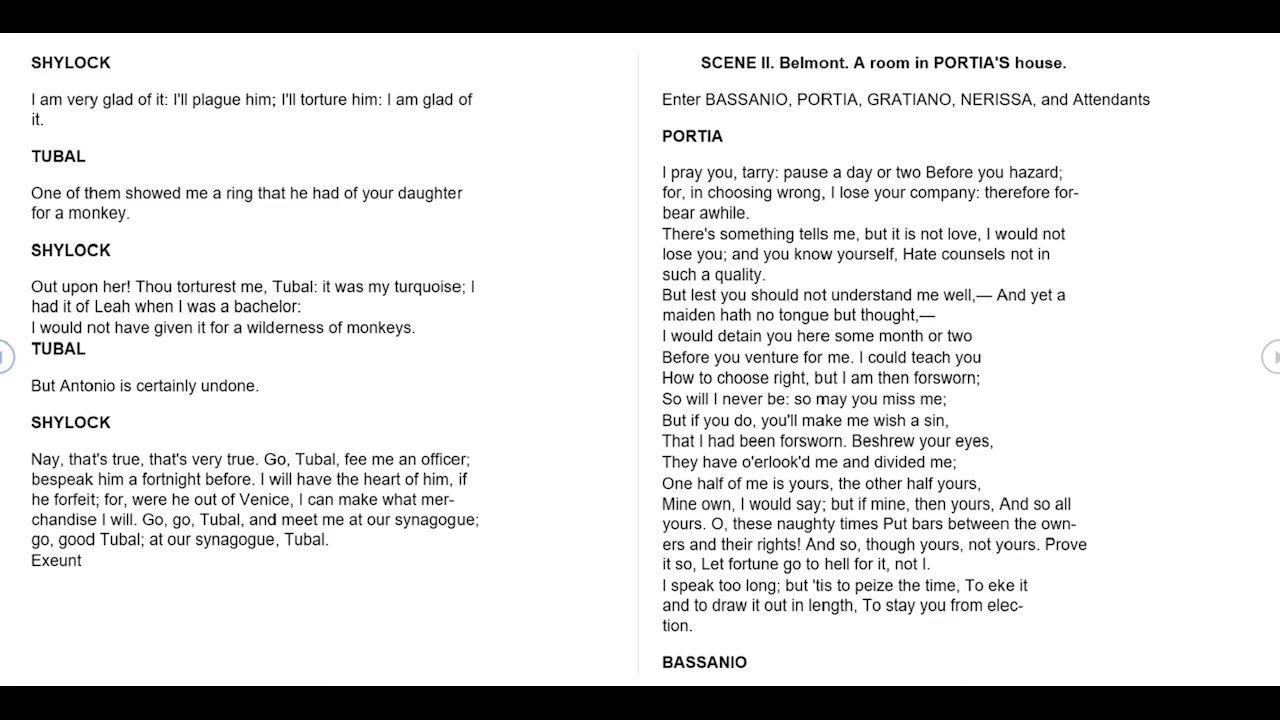 SHYLOCK
I am very glad of it: I'll plague him; I'll torture him: I am glad of
it.
TUBAL
One of them showed me a ring that he had of your daughter
for a monkey.
SHYLOCK
Out upon her! Thou torturest me, Tubal: it was my turquoise; I
had it of Leah when I was a bachelor:
I would not have given it for a wilderness of monkeys.
TUBAL
But Antonio is certainly undone.
SHYLOCK
Nay, that's true, that's very true. Go, Tubal, fee me an officer;
bespeak him a fortnight before. I will have the heart of him, if
he forfeit; for, were he out of Venice, I can make what mer-
chandise I will. Go, go, Tubal, and meet me at our synagogue;
go, good Tubal; at our synagogue, Tubal.
Exeunt
SCENE II. Belmont. A room in PORTIA'S house.
Enter BASSANIO, PORTIA, GRATIANO, NERISSA, and Attendants
PORTIA
I pray you, tarry: pause a day or two Before you hazard;
for, in choosing wrong, I lose your company: therefore for-
bear awhile.
There's something tells me, but it is not love, I would not
lose you; and you know yourself, Hate counsels not in
such a quality.
But lest you should not understand me well,— And yet a
maiden hath no tongue but thought,—
I would detain you here some month or two
Before you venture for me. I could teach you
How to choose right, but I am then forsworn;
So will I never be: so may you miss me;
But if you do, you'll make me wish a sin,
That I had been forsworn. Beshrew your eyes,
They have o'erlook'd me and divided me;
One half of me is yours, the other half yours,
Mine own, I would say; but if mine, then yours, And so all
yours. O, these naughty times Put bars between the own-
ers and their rights! And so, though yours, not yours. Prove
it so, Let fortune go to hell for it, not I.
I speak too long; but 'tis to peize the time, To eke it
and to draw it out in length, To stay you from elec-
tion.
BASSANIO